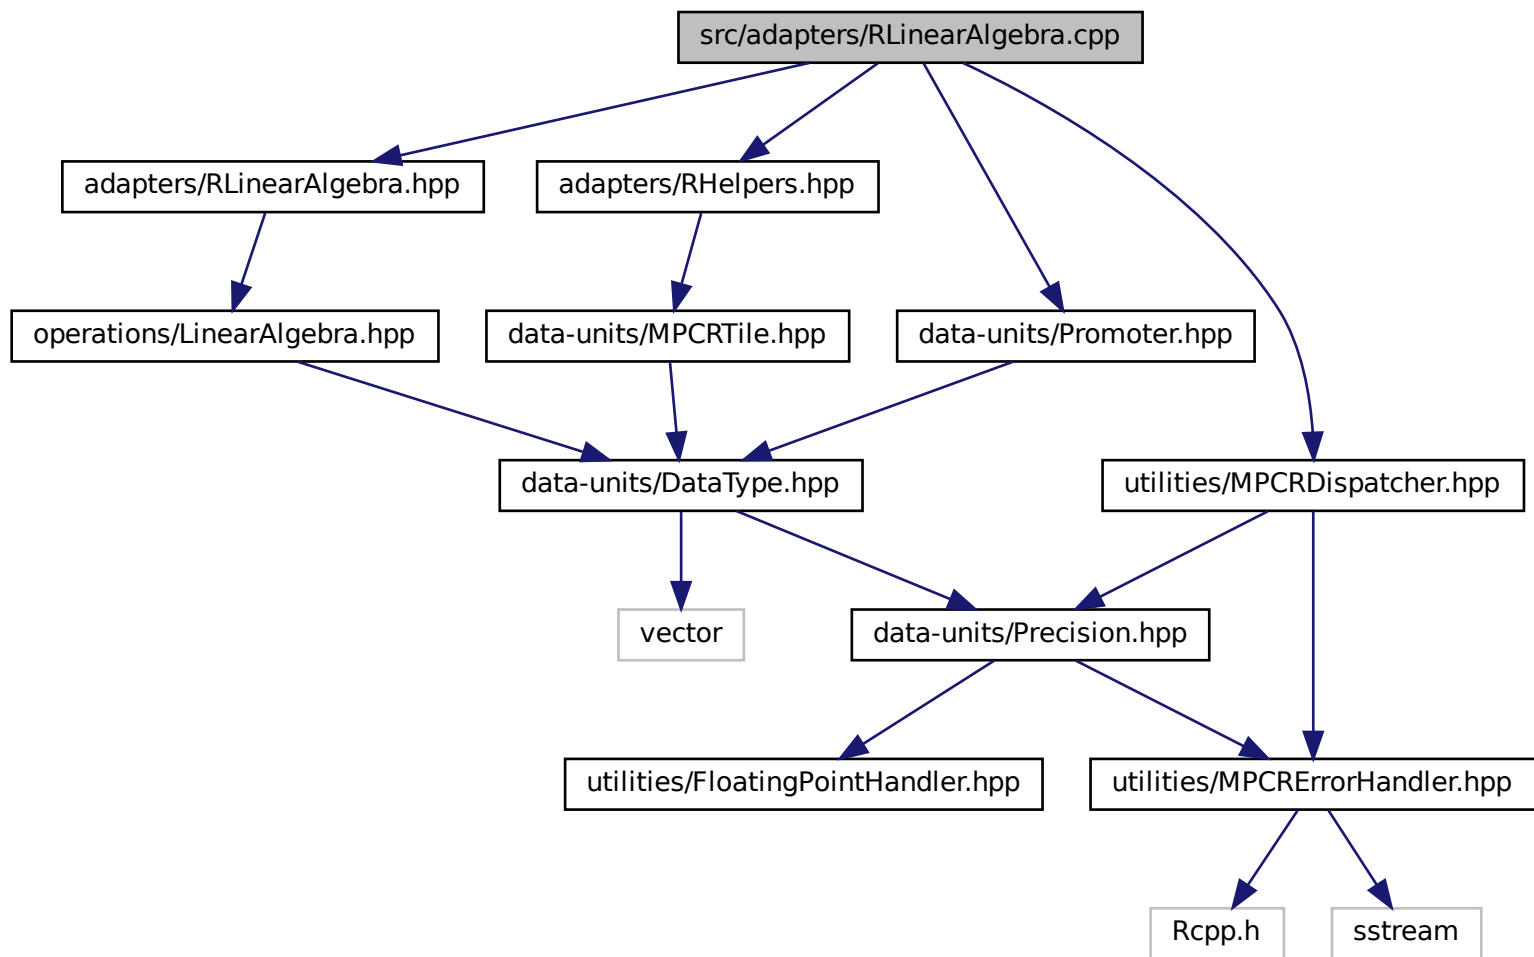 src/adapters/RLinearAlgebra.cpp
adapters/RLinearAlgebra.hpp
adapters/RHelpers.hpp
operations/LinearAlgebra.hpp
data-units/MPCRTile.hpp
data-units/Promoter.hpp
data-units/DataType.hpp
utilities/MPCRDispatcher.hpp
vector
data-units/Precision.hpp
utilities/FloatingPointHandler.hpp
utilities/MPCRErrorHandler.hpp
Rcpp.h
sstream